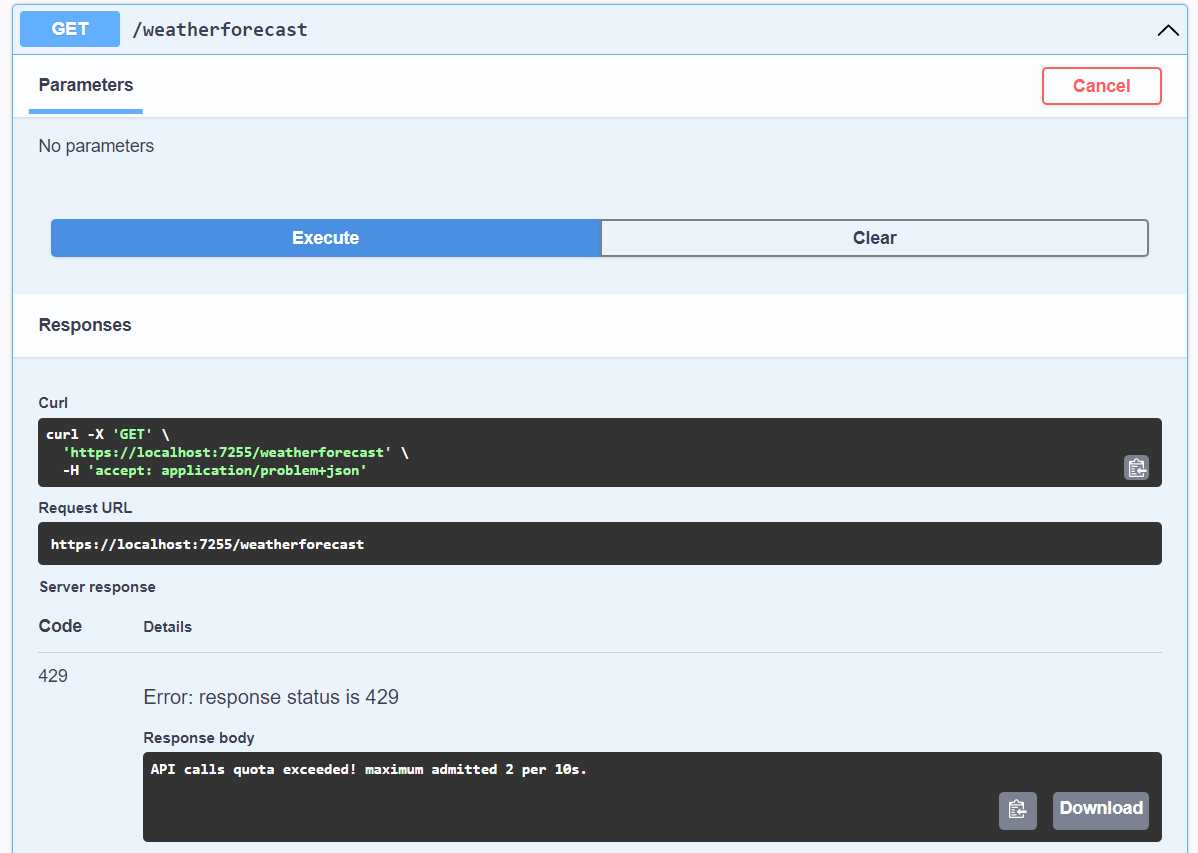 GET /weatherforecast
Parameters
Cancel
No parameters
Execute
Clear
Responses
Curl
curl -X 'GET' \
'https://localhost:7255/weatherforecast' \
-H 'accept: application/problem+json'
Request URL
https://localhost:7255/weatherforecast
Server response
Code Details
429
Error: response status is 429
Response body
API calls quota exceeded! maximum admitted 2 per 10s.
Download